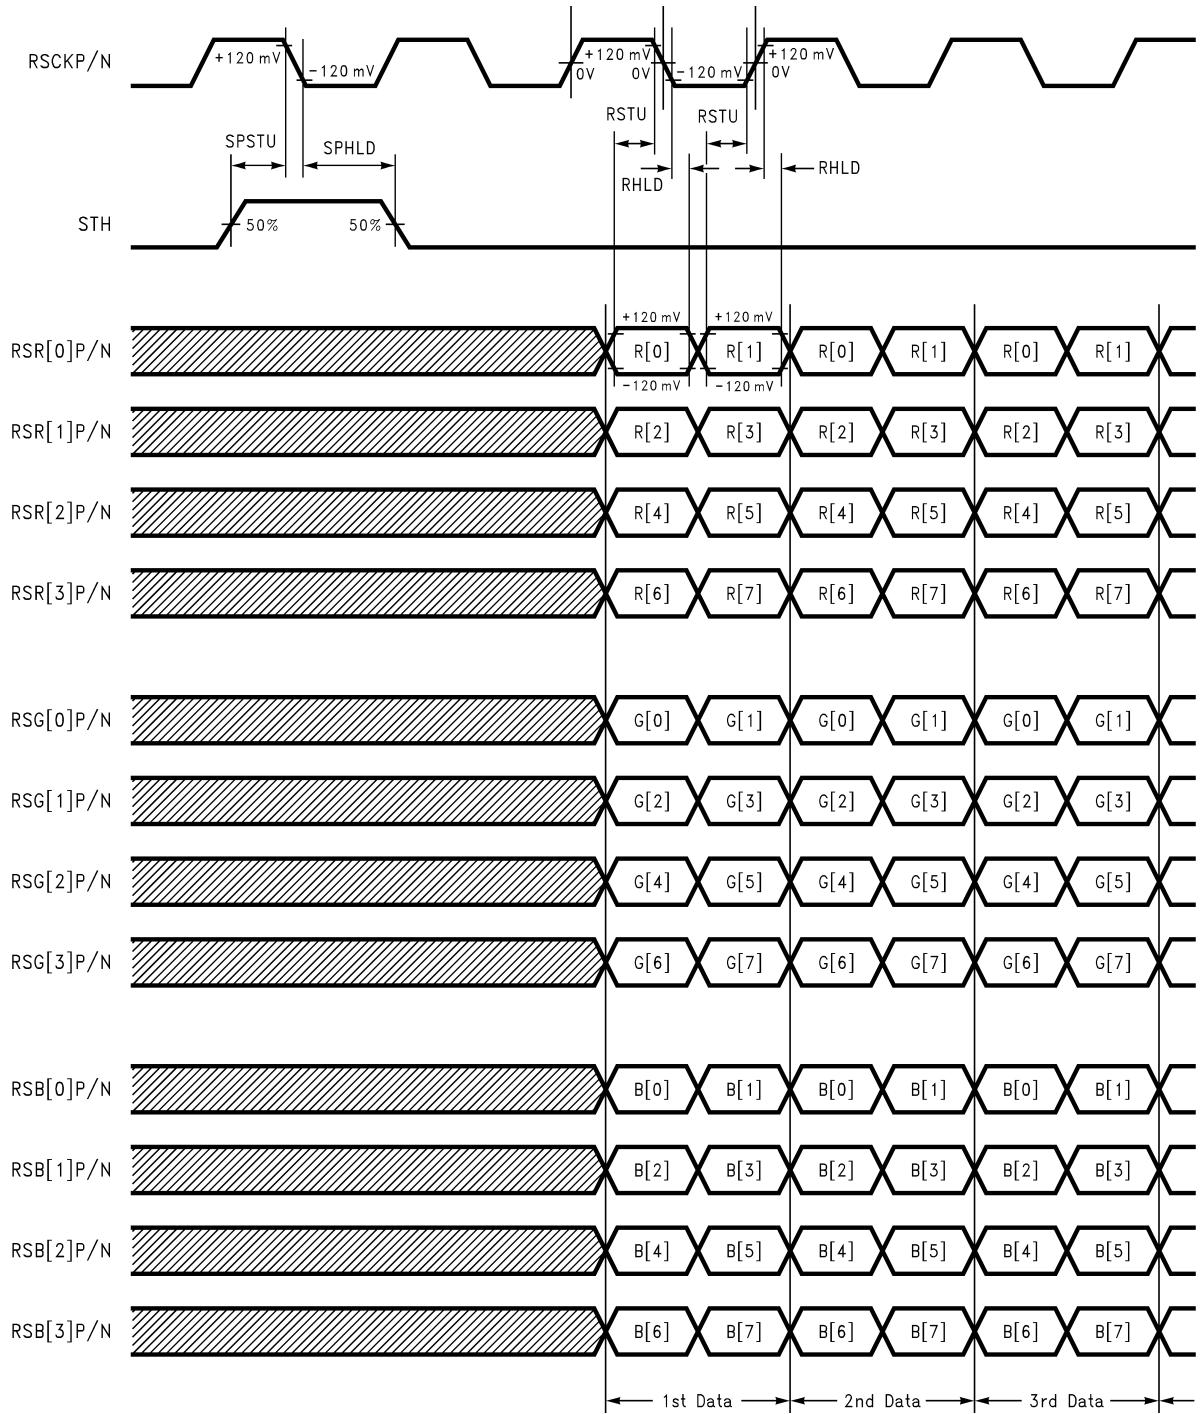 RSCKP/N
+120 mV
-120 mV
+120 mV
0V
0V
-120 mV
+120 mV
0V
RSTU
RSTU
SPSTU
SPHLD
RHLD
RHLD
STH
50%
50%
+120 mV
+120 mV
RSR[0]P/N R[0] R[1] R[0] R[1] R[0] R[1]
-120 mV
-120 mV
RSR[1]P/N R[2] R[3] R[2] R[3] R[2] R[3]
RSR[2]P/N R[4] R[5] R[4] R[5] R[4] R[5]
RSR[3]P/N R[6] R[7] R[6] R[7] R[6] R[7]
RSG[0]P/N G[0] G[1] G[0] G[1] G[0] G[1]
RSG[1]P/N G[2] G[3] G[2] G[3] G[2] G[3]
RSG[2]P/N G[4] G[5] G[4] G[5] G[4] G[5]
RSG[3]P/N G[6] G[7] G[6] G[7] G[6] G[7]
RSB[0]P/N B[0] B[1] B[0] B[1] B[0] B[1]
RSB[1]P/N B[2] B[3] B[2] B[3] B[2] B[3]
RSB[2]P/N B[4] B[5] B[4] B[5] B[4] B[5]
RSB[3]P/N B[6] B[7] B[6] B[7] B[6] B[7]
1st Data 2nd Data 3rd Data